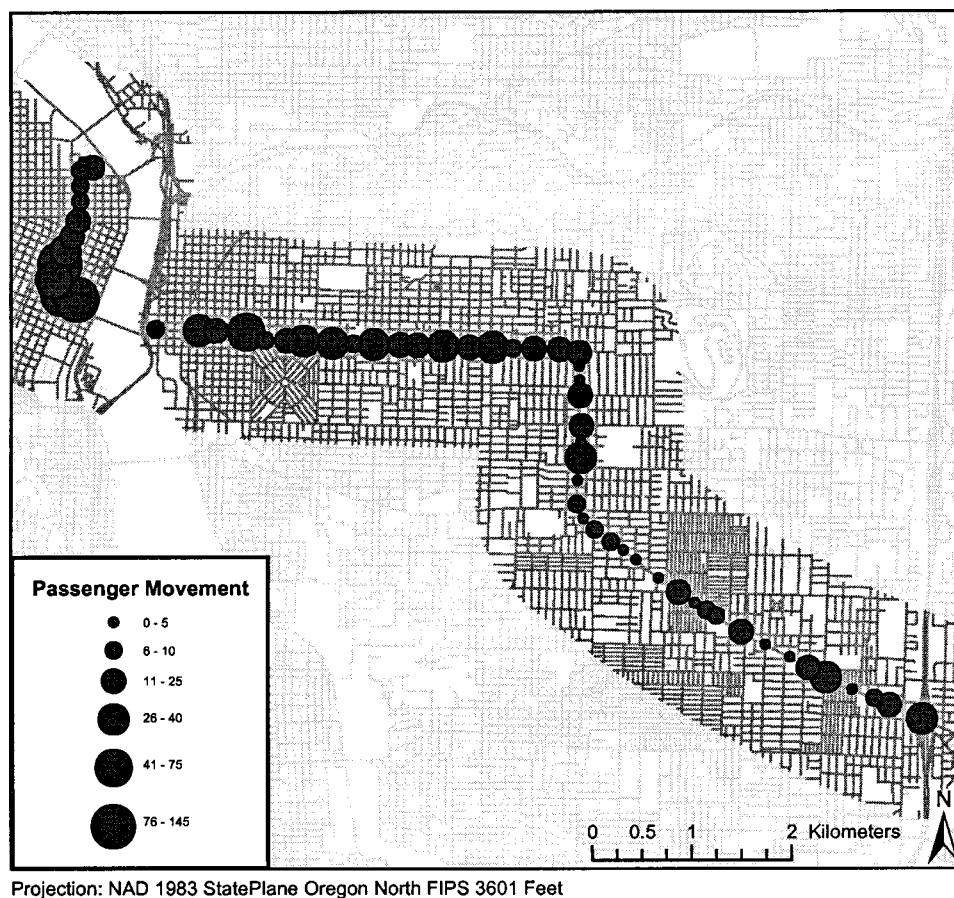 Passenger Movement
0 - 5
6 - 10
11 - 25
26 - 40
41 - 75
76 - 145
N
0 0.5 1 2 Kilometers
Projection: NAD 1983 StatePlane Oregon North FIPS 3601 Feet